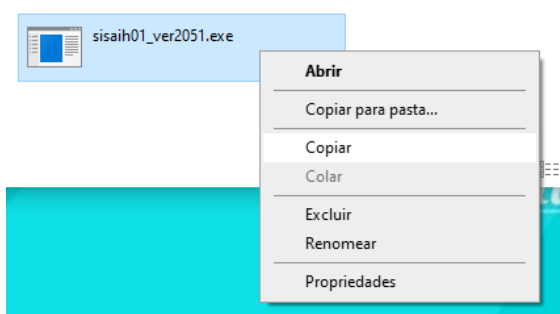 sisaih01_ver2051.exe
Abrir
Copiar para pasta...
Copiar
Colar
Excluir
Renomear
Propriedades